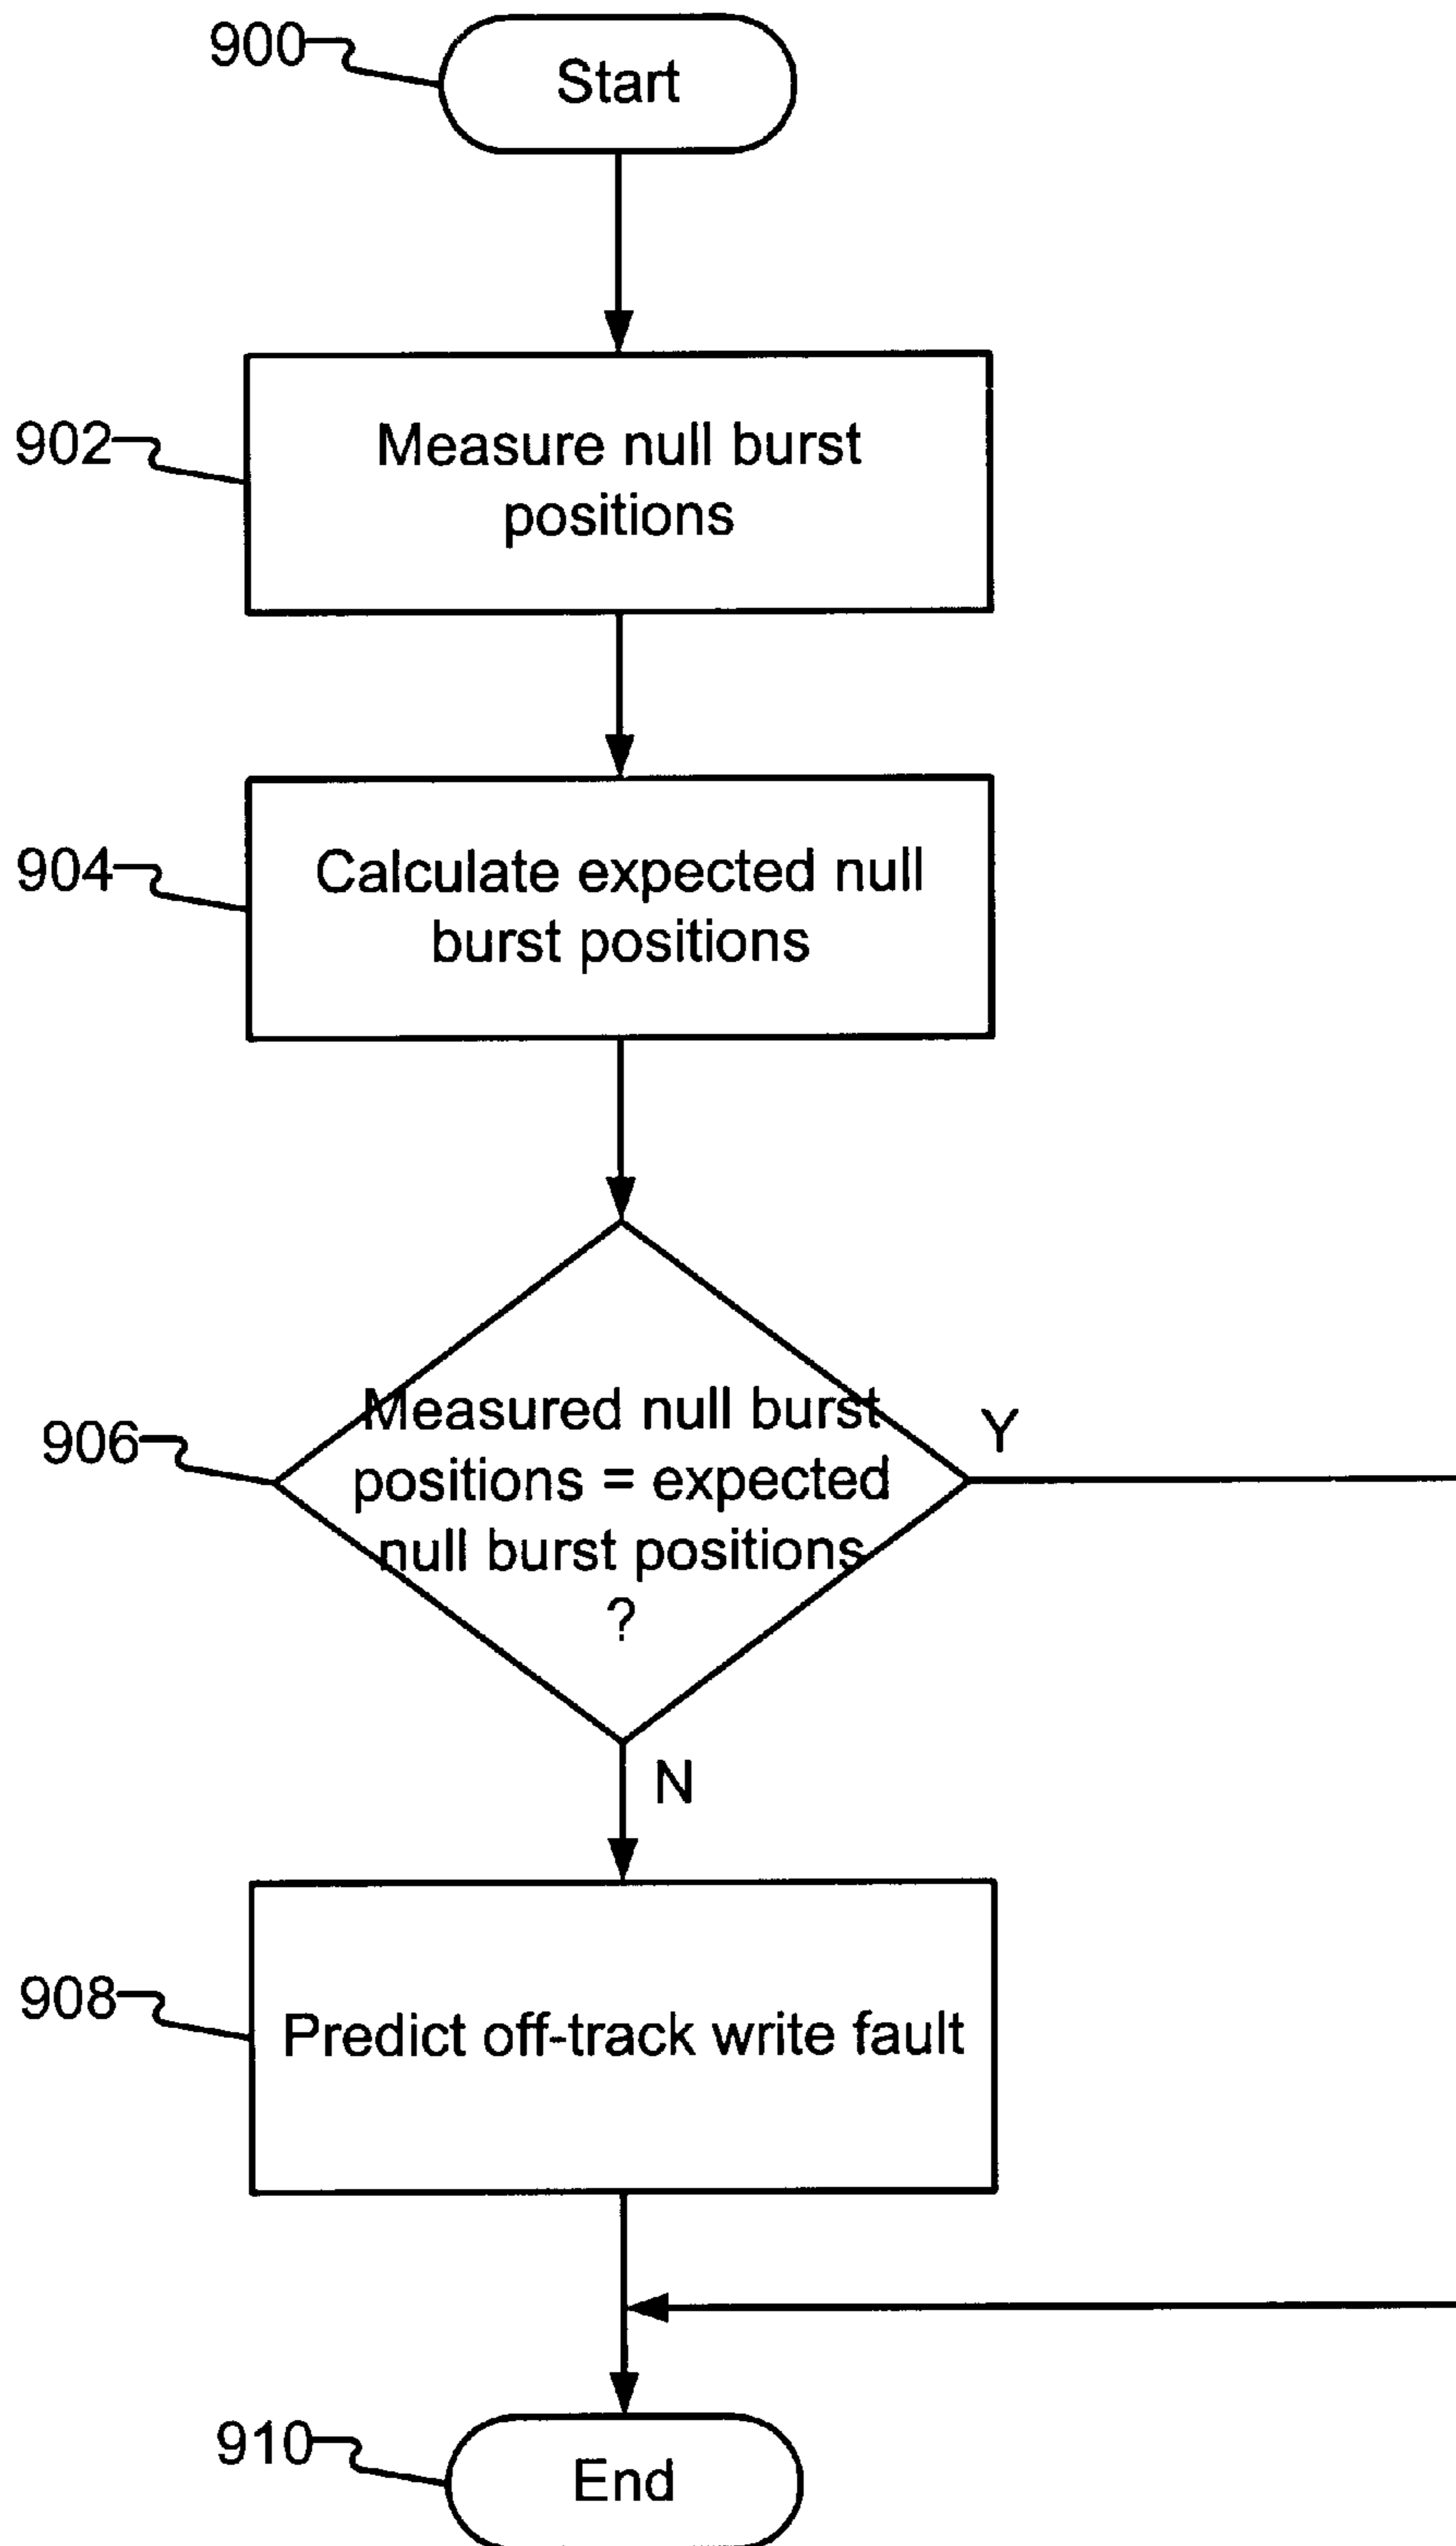 900
Start
902
Measure null burst
positions
904
Calculate expected null
burst positions
906
Measured null burst
positions = expected
null burst positions
?
Y
N
908
Predict off-track write fault
910
End